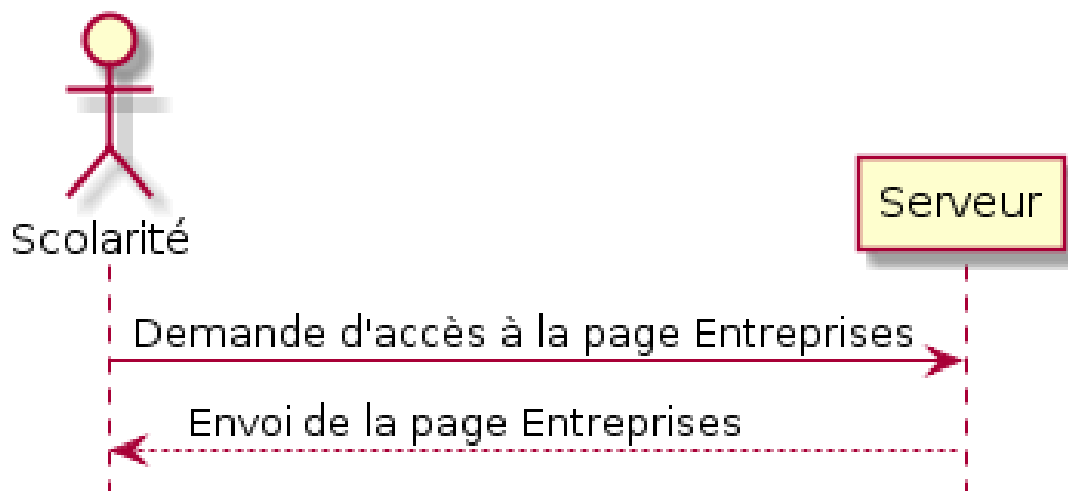 Scolarité
Serveur
Demande d'accès à la page Entreprises
Envoi de la page Entreprises